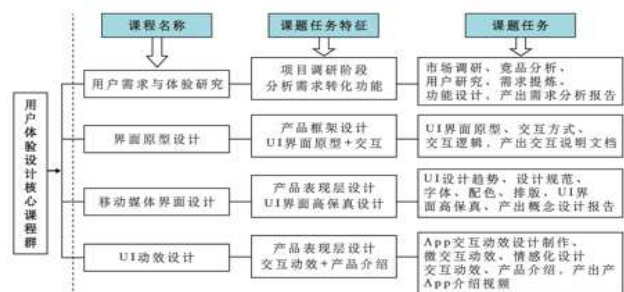 课程名称
课题任务特征
课题任务
用户体验设计核心课程群
用户需求与体验研究
项目调研阶段
分析需求转化功能
市场调研、竞品分析、
用户研究、需求提炼、
功能设计,产出需求分析报告
界面原型设计
产品框架设计
UI界面原型+交互
UI界面原型、交互方式、
交互逻辑,产出交互说明文档
移动媒体界面设计
产品表现层设计
UI界面高保真设计
UI设计趋势、设计规范、
字体、配色、排版、UI界
面高保真、产出概念设计报告
UI动效设计
产品表现层设计
交互动效+产品介绍
App交互动效设计制作、
微交互动效、情感化设计
交互动效、产品介绍,产出产
App介绍视频